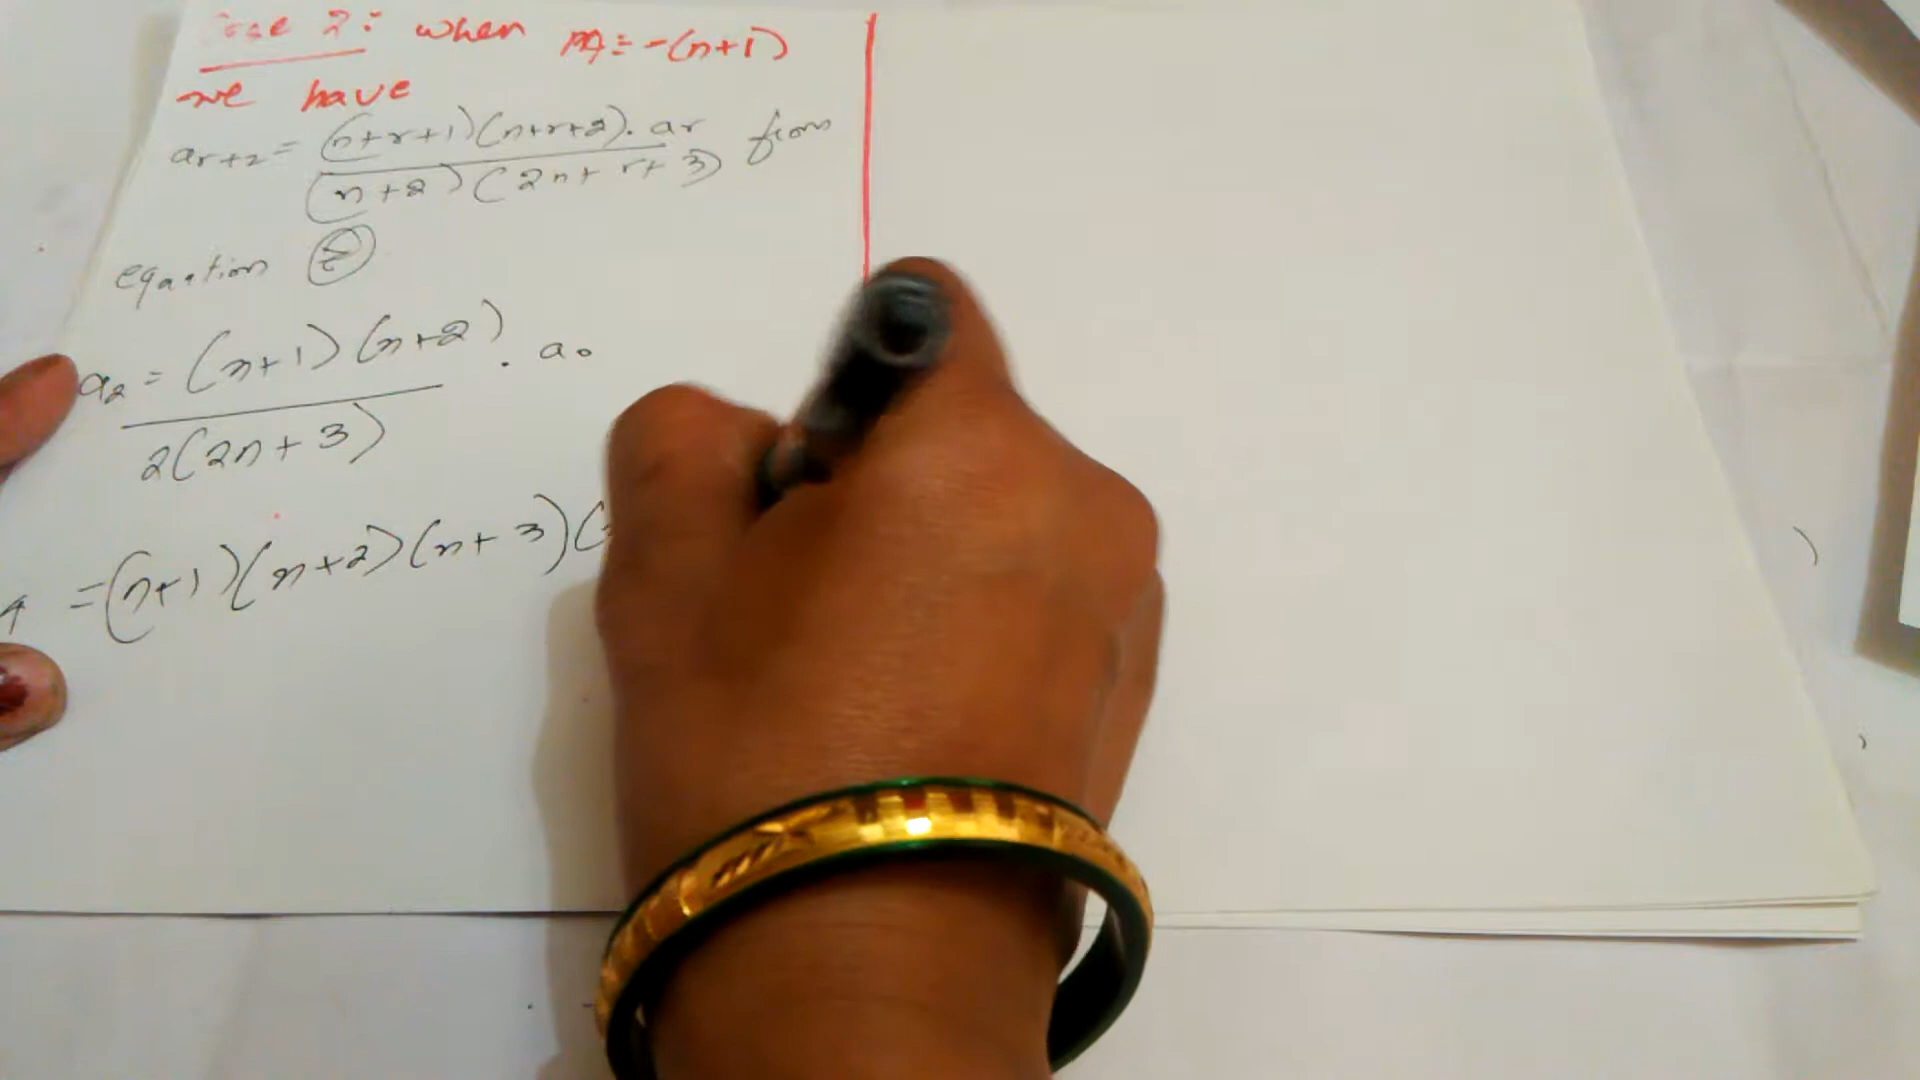 Case 2: when m = -(n+1)
we have
ar+2 = (n+r+1)(n+r+2). ar from
(r+2) (2n+ r+ 3)
equation
a2 = (n+1) (n+2) . a0
2(2n+3)
4 = (n+1)(n+2)(n+3)(